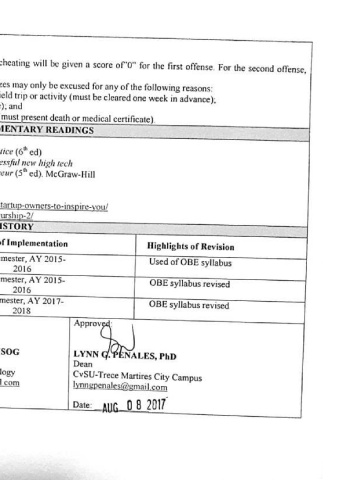 cheating will be given a score of "0" for the first offense. For the second offense,
may only be excused for any of the following reasons:
ield trip or activity (must be cleared one week in advance);
); and
must present death or medical certificate).
MENTARY READINGS
tice (6th ed)
essful new high tech
eur (5th ed). McGraw-Hill
tartup-owners-to-inspire-you/
urship-2/
ISTORY
of Implementation Highlights of Revision
mester, AY 2015-2016 Used of OBE syllabus
mester, AY 2015-2016 OBE syllabus revised
mester, AY 2017-2018 OBE syllabus revised
Approved:
SOG LYNN G. PENALES, PhD
Dean
logy CvSU-Trece Martires City Campus
l.com lynngpenales@gmail.com
Date: AUG 08 2017